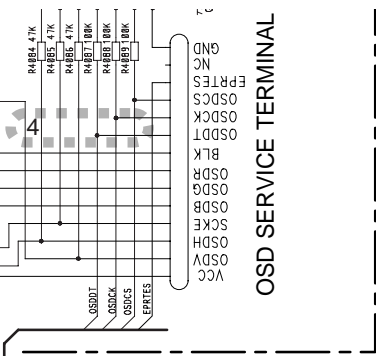 R4084 47K
R4085 47K
R4086 47K
R4087 100K
R4088 100K
R4089 100K
GND
NC
EPRTES
OSDCS
OSDCK
OSDDT
BLK
OSDR
OSDG
OSDB
SCKE
OSDH
OSDV
VCC
OSD SERVICE TERMINAL
4
OSDDT
OSDCK
OSDCS
EPRTES